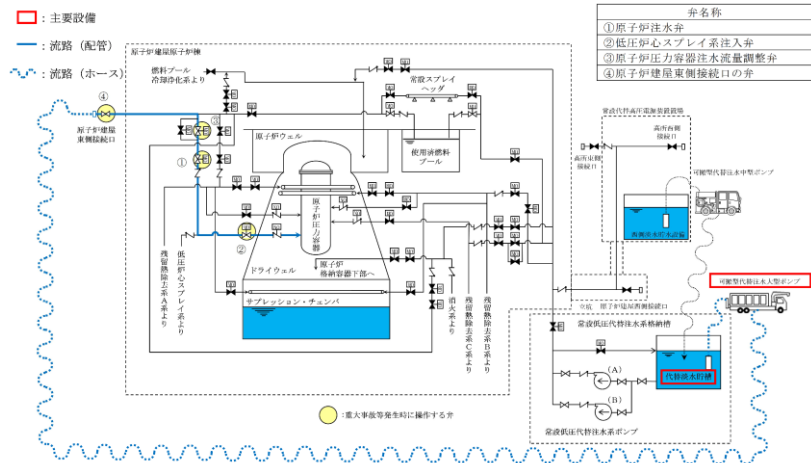 ：主要設備
：流路（配管）
：流路（ホース）
弁名称
①原子炉注水弁
②低圧炉心スプレイ系注入弁
③原子炉圧力容器注水流量調整弁
④原子炉建屋東側接続口の弁
原子炉建屋原子炉棟
燃料プール
冷却浄化系より
常設スプレイ
ヘッダ
④
原子炉建屋
東側接続口
③
①
②
原子炉ウェル
使用済燃料
プール
原子炉圧力容器
ドライウェル
原子炉
格納容器下部へ
サプレッション・チェンバ
残留熱除去系A系より
低圧炉心スプレイ系より
消火系より
残留熱除去系C系より
残留熱除去系B系より
常設代替高圧電源装置置場
高所西側
接続口
高所東側
接続口
可搬型代替注水中型ポンプ
西側淡水貯水設備
可搬型代替注水大型ポンプ
原子炉建屋西側接続口
常設低圧代替注水系格納槽
(A)
(B)
代替淡水貯槽
常設低圧代替注水系ポンプ
：重大事故等発生時に操作する弁